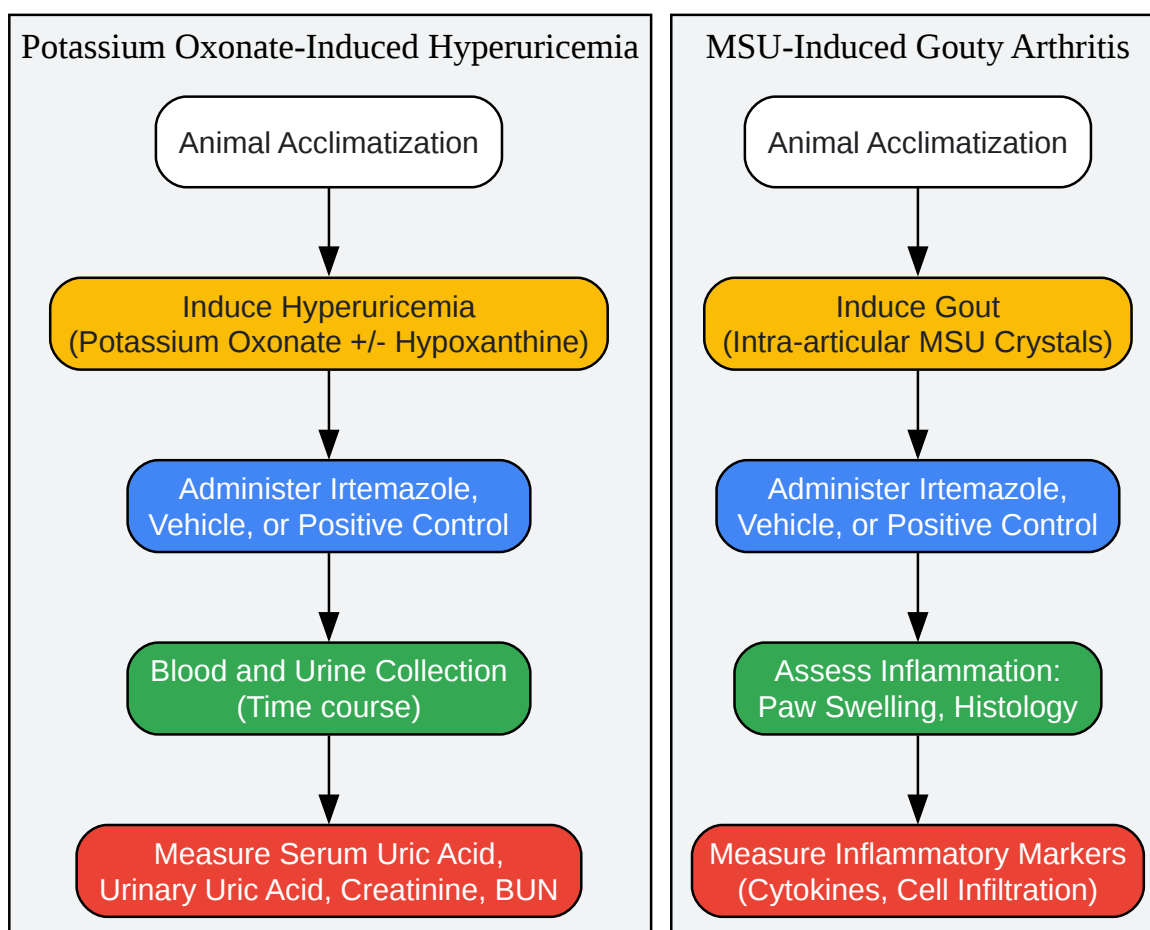 Potassium Oxonate-Induced Hyperuricemia
Animal Acclimatization
Induce Hyperuricemia
(Potassium Oxonate +/- Hypoxanthine)
Administer Irtemazole,
Vehicle, or Positive Control
Blood and Urine Collection
(Time course)
Measure Serum Uric Acid,
Urinary Uric Acid, Creatinine, BUN
MSU-Induced Gouty Arthritis
Animal Acclimatization
Induce Gout
(Intra-articular MSU Crystals)
Administer Irtemazole,
Vehicle, or Positive Control
Assess Inflammation:
Paw Swelling, Histology
Measure Inflammatory Markers
(Cytokines, Cell Infiltration)